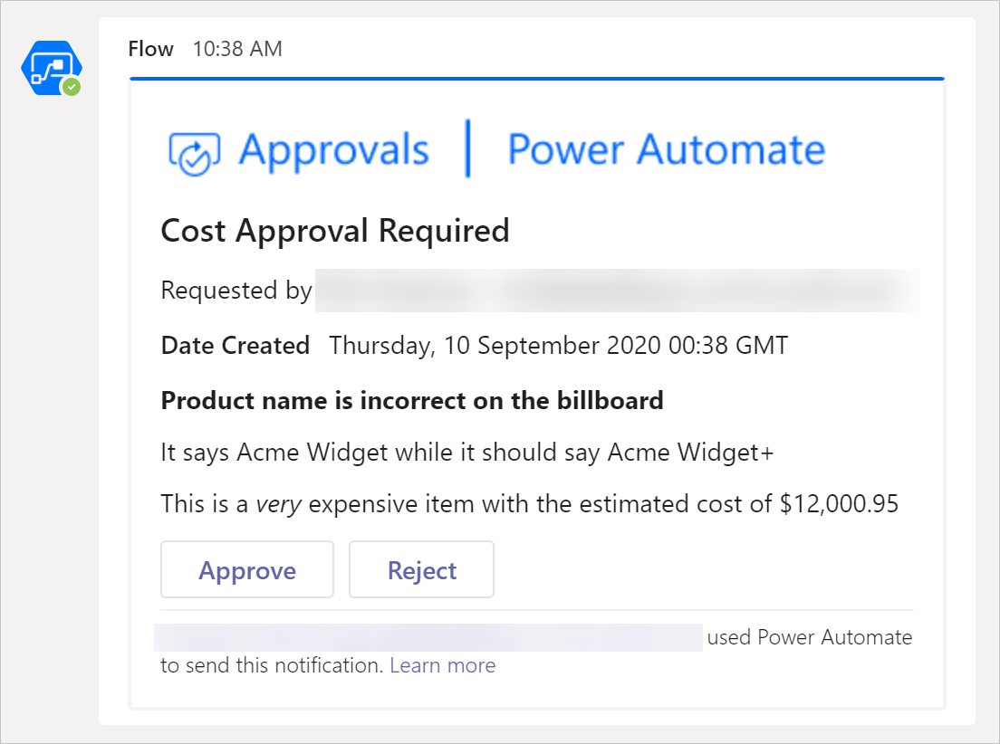 Flow 10:38 AM
Approvals | Power Automate
Cost Approval Required
Requested by
Date Created Thursday, 10 September 2020 00:38 GMT
Product name is incorrect on the billboard
It says Acme Widget while it should say Acme Widget+
This is a very expensive item with the estimated cost of $12,000.95
Approve Reject
used Power Automate
to send this notification. Learn more